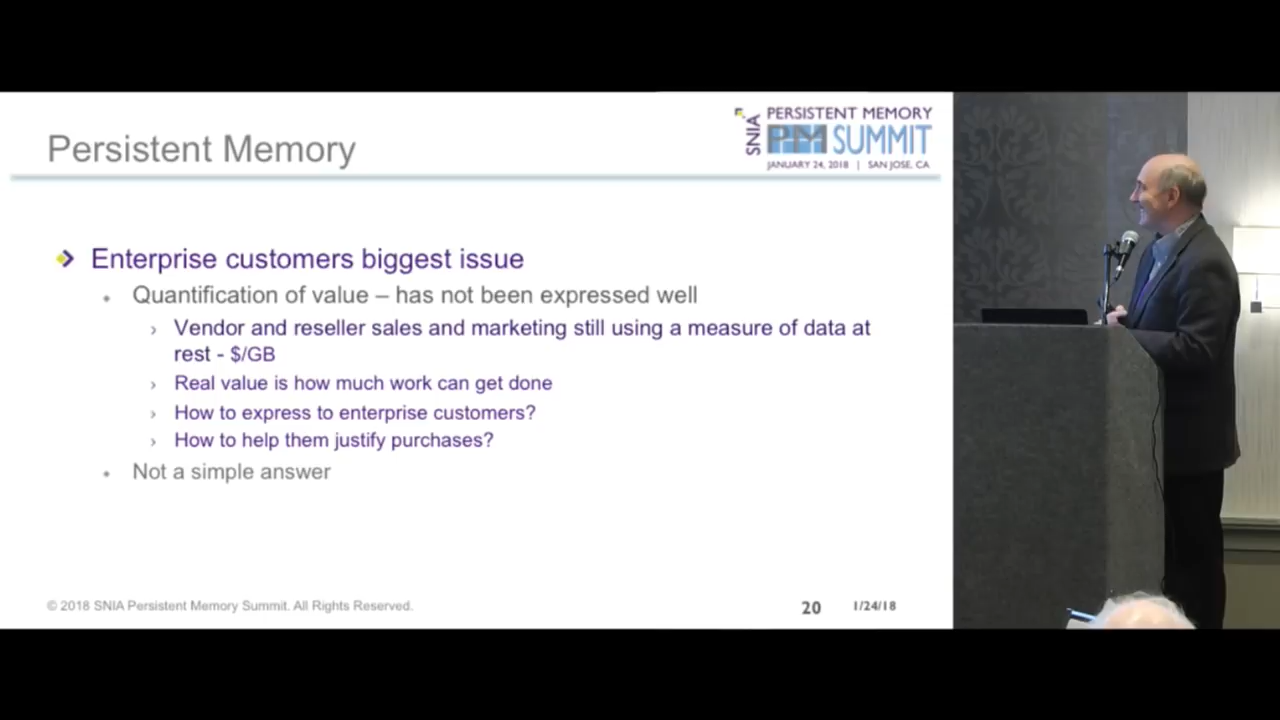 Persistent Memory
SNIA
PERSISTENT MEMORY
PM SUMMIT
JANUARY 24, 2018 | SAN JOSE, CA
Enterprise customers biggest issue
Quantification of value – has not been expressed well
Vendor and reseller sales and marketing still using a measure of data at
rest - $/GB
Real value is how much work can get done
How to express to enterprise customers?
How to help them justify purchases?
Not a simple answer
© 2018 SNIA Persistent Memory Summit. All Rights Reserved.
20
1/24/18